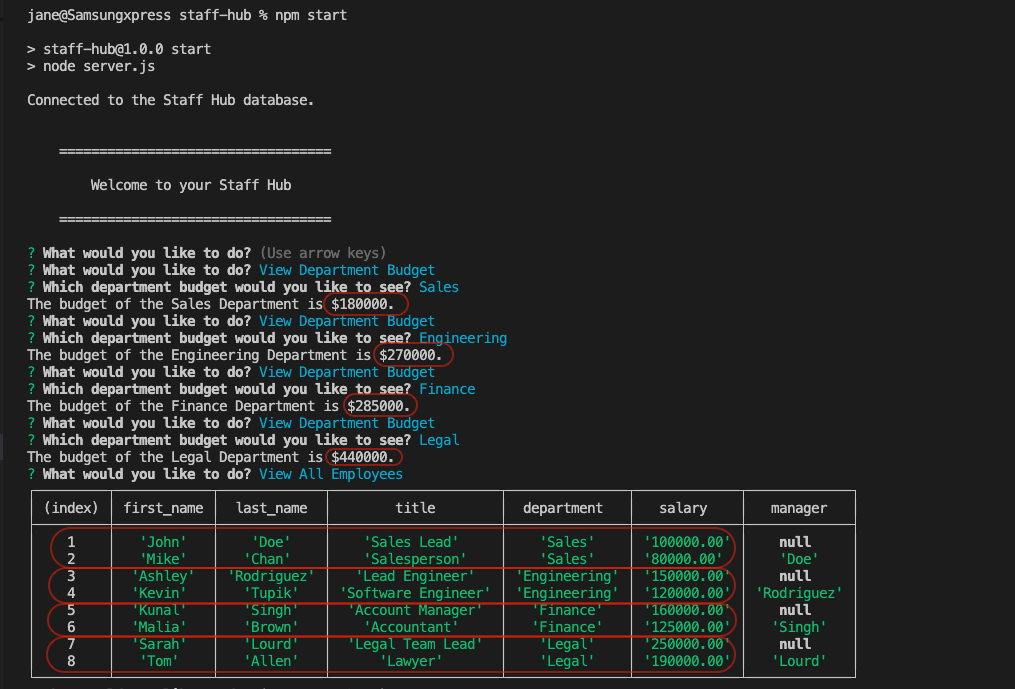 jane@Samsungxpress staff-hub % npm start
> staff-hub@1.0.0 start
> node server.js
Connected to the Staff Hub database.
==================================
Welcome to your Staff Hub
==================================
? What would you like to do? (Use arrow keys)
? What would you like to do? View Department Budget
? Which department budget would you like to see? Sales
The budget of the Sales Department is $180000.
? What would you like to do? View Department Budget
? Which department budget would you like to see? Engineering
The budget of the Engineering Department is $270000.
? What would you like to do? View Department Budget
? Which department budget would you like to see? Finance
The budget of the Finance Department is $285000.
? What would you like to do? View Department Budget
? Which department budget would you like to see? Legal
The budget of the Legal Department is $440000.
? What would you like to do? View All Employees
(index) first_name last_name title department salary manager
1 'John' 'Doe' 'Sales Lead' 'Sales' '100000.00' null
2 'Mike' 'Chan' 'Salesperson' 'Sales' '80000.00' 'Doe'
3 'Ashley' 'Rodriguez' 'Lead Engineer' 'Engineering' '150000.00' null
4 'Kevin' 'Tupik' 'Software Engineer' 'Engineering' '120000.00' 'Rodriguez'
5 'Kunal' 'Singh' 'Account Manager' 'Finance' '160000.00' null
6 'Malia' 'Brown' 'Accountant' 'Finance' '125000.00' 'Singh'
7 'Sarah' 'Lourd' 'Legal Team Lead' 'Legal' '250000.00' null
8 'Tom' 'Allen' 'Lawyer' 'Legal' '190000.00' 'Lourd'